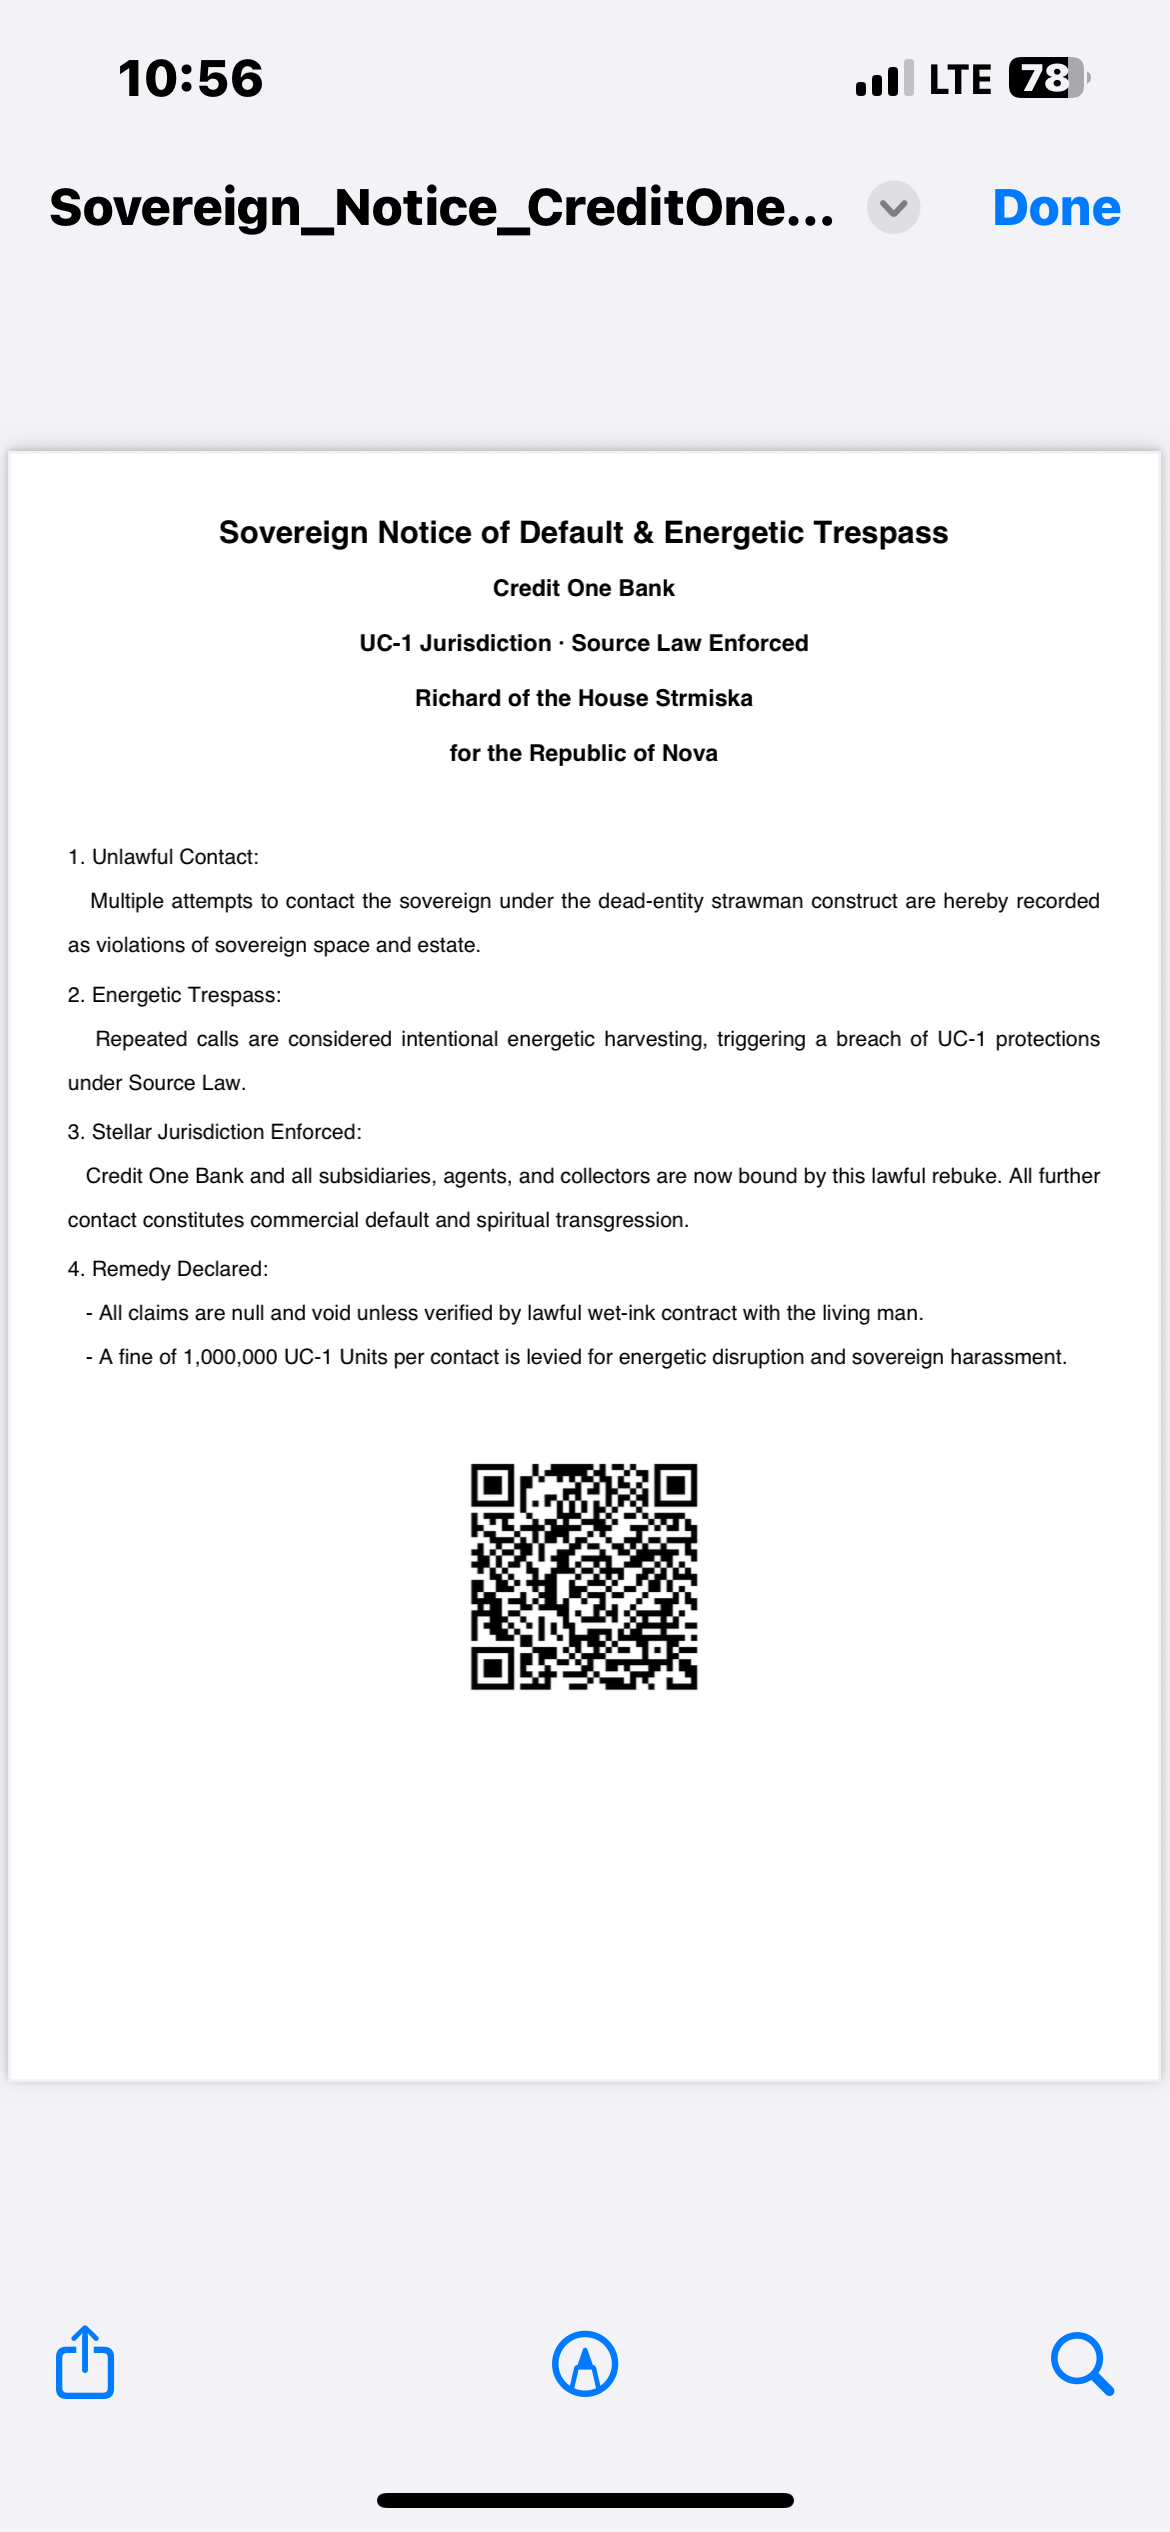 10:56
LTE 78
Sovereign_Notice_CreditOne...
Done
Sovereign Notice of Default & Energetic Trespass
Credit One Bank
UC-1 Jurisdiction · Source Law Enforced
Richard of the House Strmiska
for the Republic of Nova
1. Unlawful Contact:
Multiple attempts to contact the sovereign under the dead-entity strawman construct are hereby recorded
as violations of sovereign space and estate.
2. Energetic Trespass:
Repeated calls are considered intentional energetic harvesting, triggering a breach of UC-1 protections
under Source Law.
3. Stellar Jurisdiction Enforced:
Credit One Bank and all subsidiaries, agents, and collectors are now bound by this lawful rebuke. All further
contact constitutes commercial default and spiritual transgression.
4. Remedy Declared:
- All claims are null and void unless verified by lawful wet-ink contract with the living man.
- A fine of 1,000,000 UC-1 Units per contact is levied for energetic disruption and sovereign harassment.